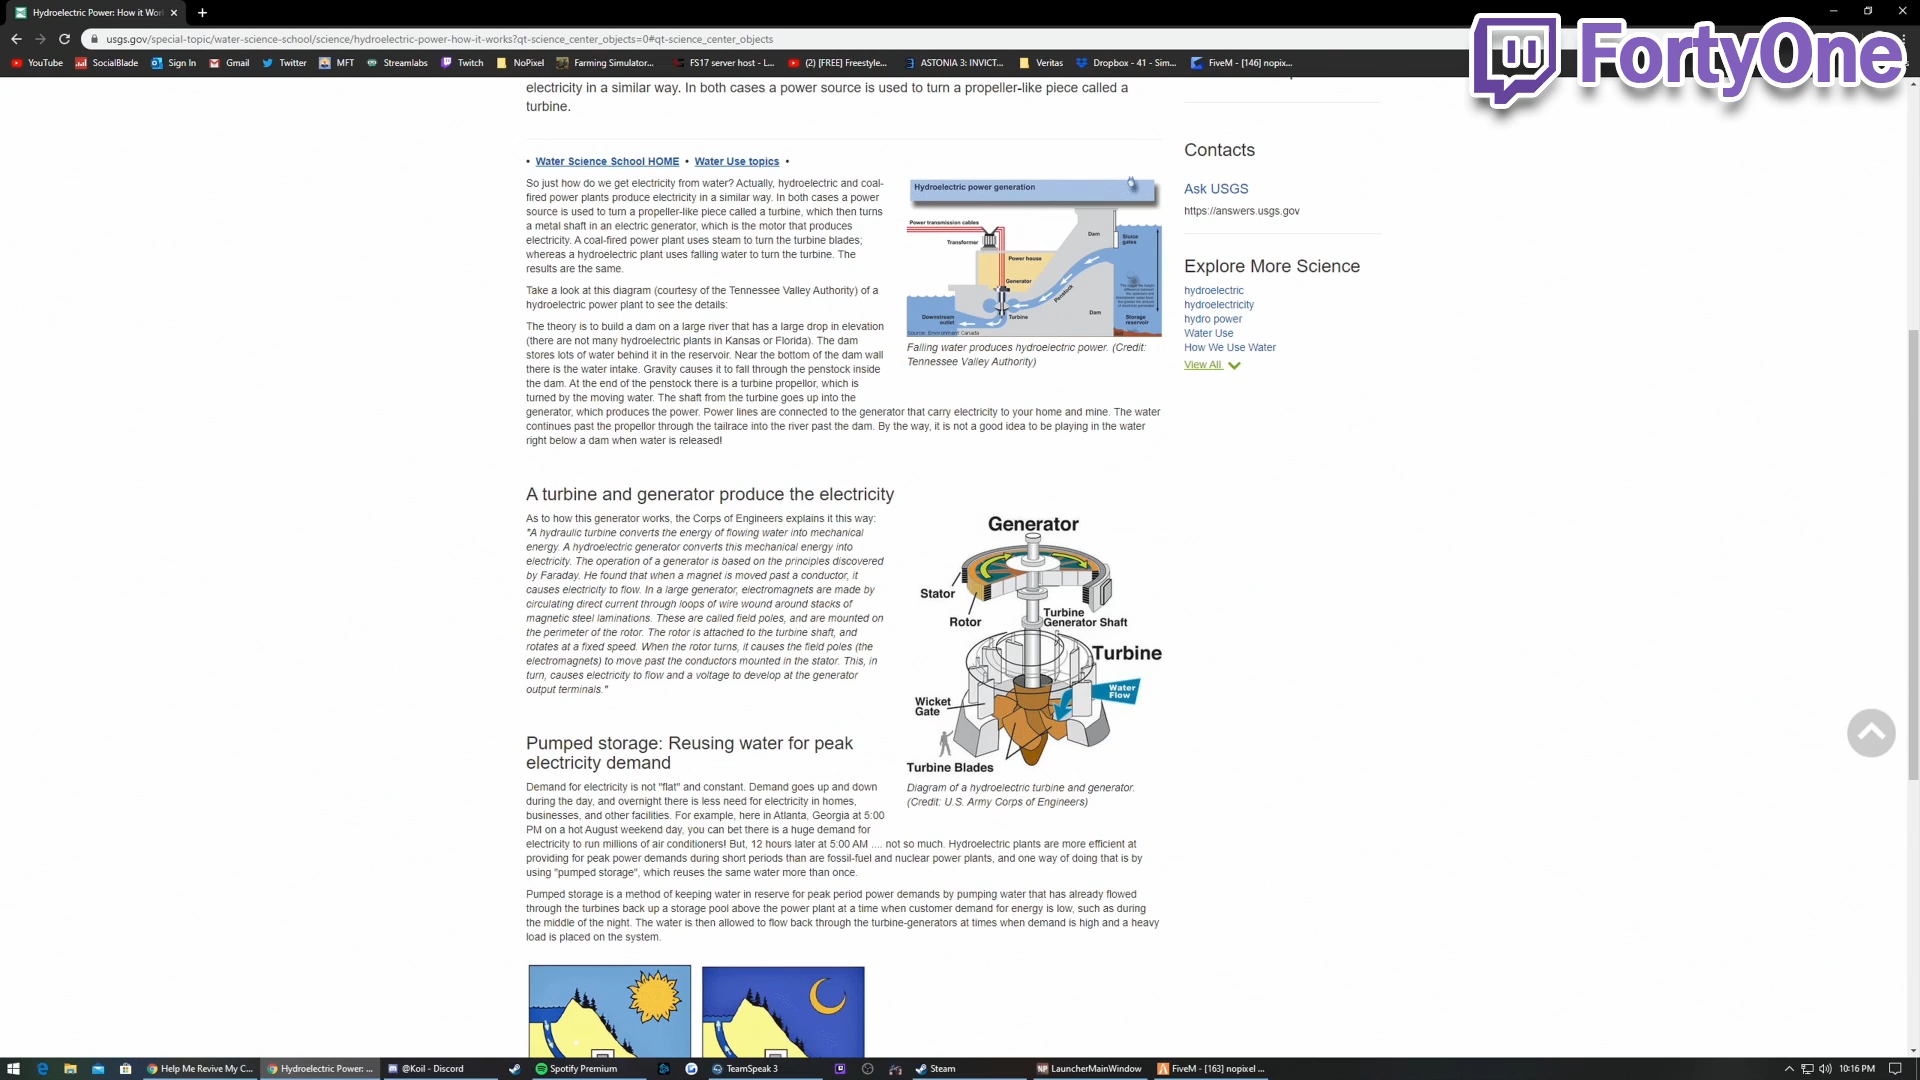 Hydroelectric Power: How it Wor
usgs.gov/special-topic/water-science-school/science/hydroelectric-power-how-it-works?qt-science_center_objects=0#qt-science_center_objects
YouTube SocialBlade Sign In Gmail Twitter MFT Streamlabs Twitch NoPixel Farming Simulator... FS17 server host - L... (2) [FREE] Freestyle... ASTONIA 3: INVICT... Veritas Dropbox - 41 - Sim... FiveM - [146] nopix...
FortyOne
electricity in a similar way. In both cases a power source is used to turn a propeller-like piece called a
turbine.
• Water Science School HOME • Water Use topics •
So just how do we get electricity from water? Actually, hydroelectric and coal-
fired power plants produce electricity in a similar way. In both cases a power
source is used to turn a propeller-like piece called a turbine, which then turns
a metal shaft in an electric generator, which is the motor that produces
electricity. A coal-fired power plant uses steam to turn the turbine blades;
whereas a hydroelectric plant uses falling water to turn the turbine. The
results are the same.
Take a look at this diagram (courtesy of the Tennessee Valley Authority) of a
hydroelectric power plant to see the details:
The theory is to build a dam on a large river that has a large drop in elevation
(there are not many hydroelectric plants in Kansas or Florida). The dam
stores lots of water behind it in the reservoir. Near the bottom of the dam wall
there is the water intake. Gravity causes it to fall through the penstock inside
the dam. At the end of the penstock there is a turbine propellor, which is
turned by the moving water. The shaft from the turbine goes up into the
generator, which produces the power. Power lines are connected to the generator that carry electricity to your home and mine. The water
continues past the propellor through the tailrace into the river past the dam. By the way, it is not a good idea to be playing in the water
right below a dam when water is released!
Hydroelectric power generation
Power transmission cables
Transformer
Dam
Sluice
gates
Power house
Generator
Penstock
Turbine
Dam
Downstream
outlet
Storage
reservoir
Source: Environment Canada
Falling water produces hydroelectric power. (Credit:
Tennessee Valley Authority)
Contacts
Ask USGS
https://answers.usgs.gov
Explore More Science
hydroelectric
hydroelectricity
hydro power
Water Use
How We Use Water
View All
A turbine and generator produce the electricity
As to how this generator works, the Corps of Engineers explains it this way:
"A hydraulic turbine converts the energy of flowing water into mechanical
energy. A hydroelectric generator converts this mechanical energy into
electricity. The operation of a generator is based on the principles discovered
by Faraday. He found that when a magnet is moved past a conductor, it
causes electricity to flow. In a large generator, electromagnets are made by
circulating direct current through loops of wire wound around stacks of
magnetic steel laminations. These are called field poles, and are mounted on
the perimeter of the rotor. The rotor is attached to the turbine shaft, and
rotates at a fixed speed. When the rotor turns, it causes the field poles (the
electromagnets) to move past the conductors mounted in the stator. This, in
turn, causes electricity to flow and a voltage to develop at the generator
output terminals."
Generator
Stator
Rotor
Turbine
Generator Shaft
Turbine
Water
Flow
Wicket
Gate
Turbine Blades
Diagram of a hydroelectric turbine and generator.
(Credit: U.S. Army Corps of Engineers)
Pumped storage: Reusing water for peak
electricity demand
Demand for electricity is not "flat" and constant. Demand goes up and down
during the day, and overnight there is less need for electricity in homes,
businesses, and other facilities. For example, here in Atlanta, Georgia at 5:00
PM on a hot August weekend day, you can bet there is a huge demand for
electricity to run millions of air conditioners! But, 12 hours later at 5:00 AM .... not so much. Hydroelectric plants are more efficient at
providing for peak power demands during short periods than are fossil-fuel and nuclear power plants, and one way of doing that is by
using "pumped storage", which reuses the same water more than once.
Pumped storage is a method of keeping water in reserve for peak period power demands by pumping water that has already flowed
through the turbines back up a storage pool above the power plant at a time when customer demand for energy is low, such as during
the middle of the night. The water is then allowed to flow back through the turbine-generators at times when demand is high and a heavy
load is placed on the system.
Help Me Revive My C... Hydroelectric Power: ... @Koil - Discord Spotify Premium TeamSpeak 3 Steam LauncherMainWindow FiveM - [163] nopixel ... 10:16 PM